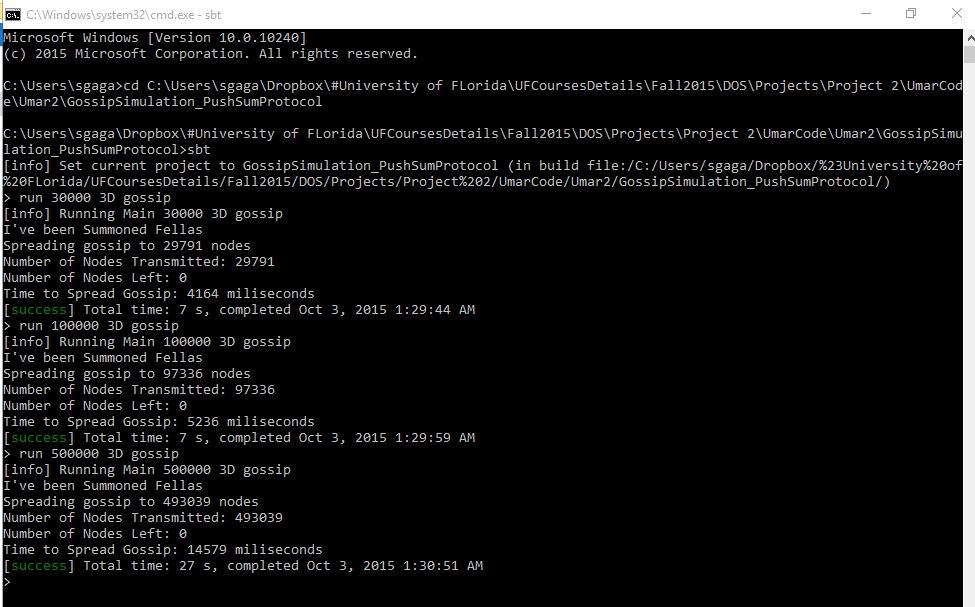 C:\Windows\system32\cmd.exe - sbt
Microsoft Windows [Version 10.0.10240]
(c) 2015 Microsoft Corporation. All rights reserved.
C:\Users\sgaga>cd C:\Users\sgaga\Dropbox\#University of FLorida\UFCoursesDetails\Fall2015\DOS\Projects\Project 2\UmarCod
e\Umar2\GossipSimulation_PushSumProtocol
C:\Users\sgaga\Dropbox\#University of FLorida\UFCoursesDetails\Fall2015\DOS\Projects\Project 2\UmarCode\Umar2\GossipSimu
lation_PushSumProtocol>sbt
[info] Set current project to GossipSimulation_PushSumProtocol (in build file:/C:/Users/sgaga/Dropbox/%23University%20of
%20FLorida/UFCoursesDetails/Fall2015/DOS/Projects/Project%202/UmarCode/Umar2/GossipSimulation_PushSumProtocol/)
> run 30000 3D gossip
[info] Running Main 30000 3D gossip
I've been Summoned Fellas
Spreading gossip to 29791 nodes
Number of Nodes Transmitted: 29791
Number of Nodes Left: 0
Time to Spread Gossip: 4164 miliseconds
[success] Total time: 7 s, completed Oct 3, 2015 1:29:44 AM
> run 100000 3D gossip
[info] Running Main 100000 3D gossip
I've been Summoned Fellas
Spreading gossip to 97336 nodes
Number of Nodes Transmitted: 97336
Number of Nodes Left: 0
Time to Spread Gossip: 5236 miliseconds
[success] Total time: 7 s, completed Oct 3, 2015 1:29:59 AM
> run 500000 3D gossip
[info] Running Main 500000 3D gossip
I've been Summoned Fellas
Spreading gossip to 493039 nodes
Number of Nodes Transmitted: 493039
Number of Nodes Left: 0
Time to Spread Gossip: 14579 miliseconds
[success] Total time: 27 s, completed Oct 3, 2015 1:30:51 AM
>